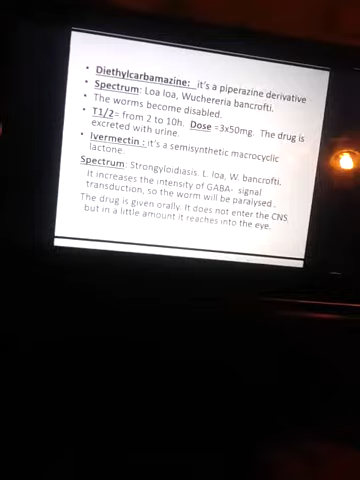 • Diethylcarbamazine: it's a piperazine derivative
• Spectrum: Loa loa, Wuchereria bancrofti.
• The worms become disabled.
• T1/2= from 2 to 10h. Dose =3x50mg. The drug is
excreted with urine.
• Ivermectin : it's a semisynthetic macrocyclic
lactone.
Spectrum: Strongyloidiasis. L. loa, W. bancrofti.
It increases the intensity of GABA- signal
transduction, so the worm will be paralysed.
The drug is given orally. It does not enter the CNS
but in a little amount it reaches into the eye.